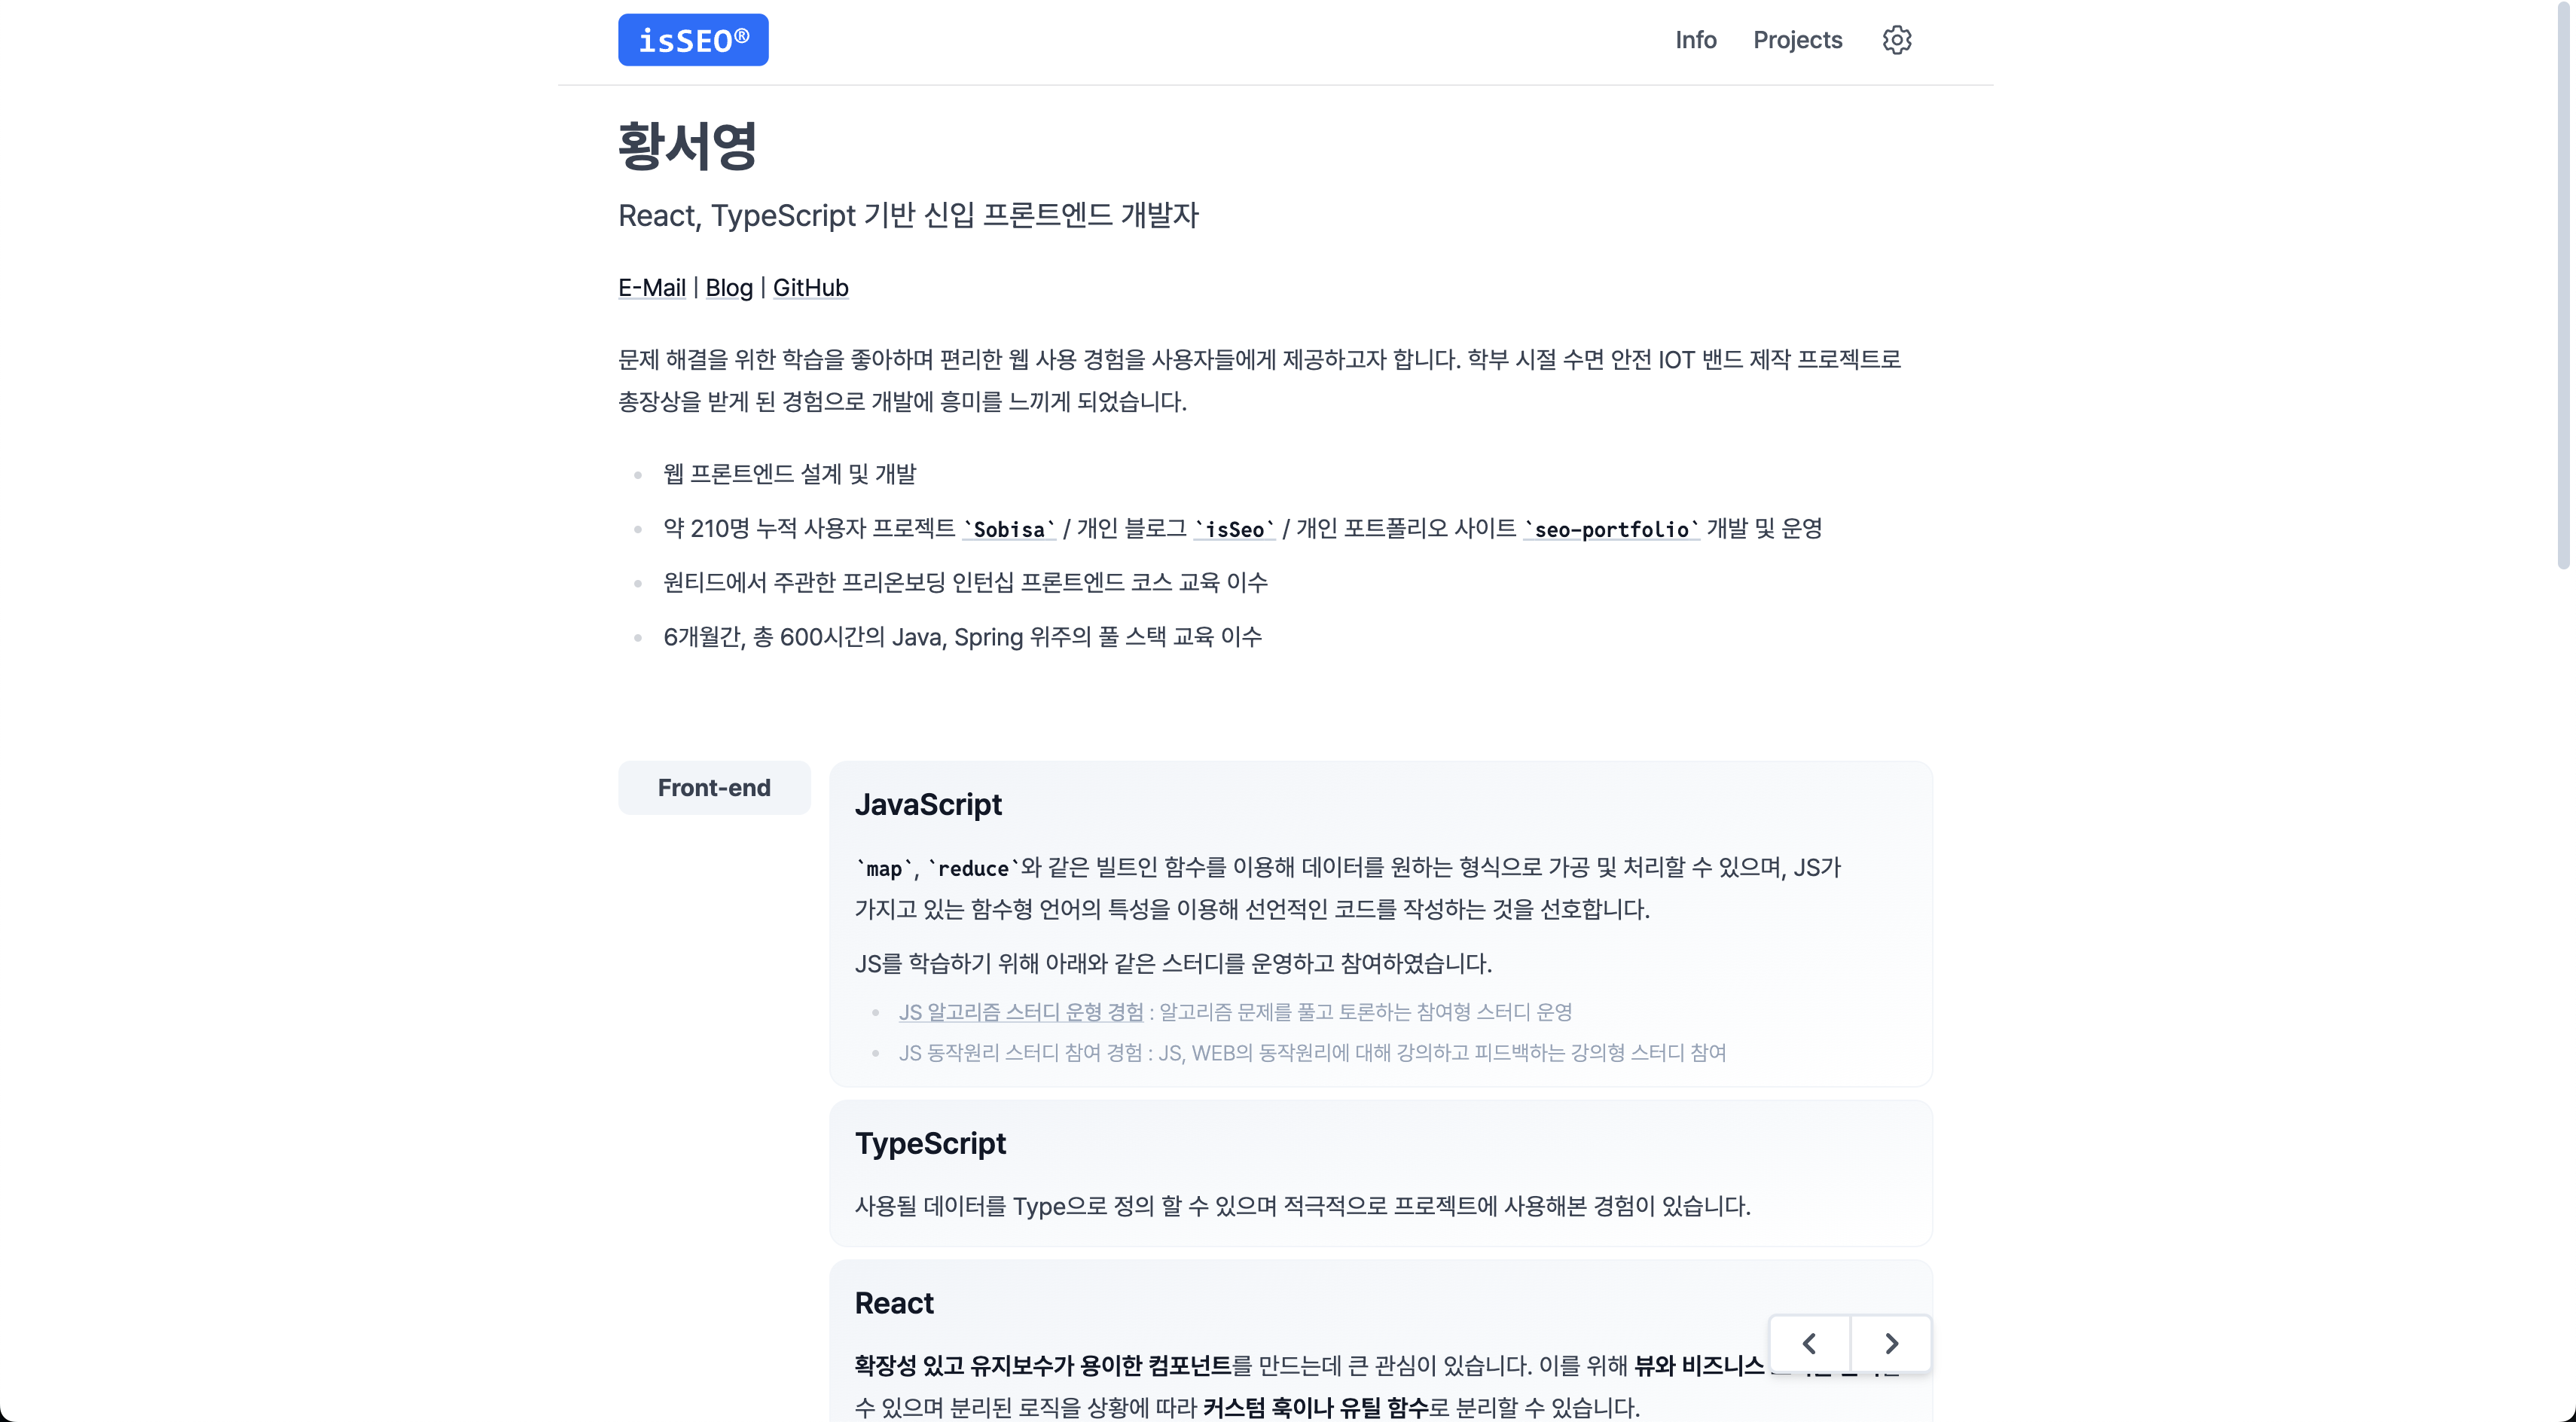 isSEO®
Info Projects
황서영
React, TypeScript 기반 신입 프론트엔드 개발자
E-Mail | Blog | GitHub
문제 해결을 위한 학습을 좋아하며 편리한 웹 사용 경험을 사용자들에게 제공하고자 합니다. 학부 시절 수면 안전 IOT 밴드 제작 프로젝트로
총장상을 받게 된 경험으로 개발에 흥미를 느끼게 되었습니다.
웹 프론트엔드 설계 및 개발
약 210명 누적 사용자 프로젝트 `Sobisa` / 개인 블로그 `isSeo` / 개인 포트폴리오 사이트 `seo-portfolio` 개발 및 운영
원티드에서 주관한 프리온보딩 인턴십 프론트엔드 코스 교육 이수
6개월간, 총 600시간의 Java, Spring 위주의 풀 스택 교육 이수
Front-end
JavaScript
`map`, `reduce`와 같은 빌트인 함수를 이용해 데이터를 원하는 형식으로 가공 및 처리할 수 있으며, JS가
가지고 있는 함수형 언어의 특성을 이용해 선언적인 코드를 작성하는 것을 선호합니다.
JS를 학습하기 위해 아래와 같은 스터디를 운영하고 참여하였습니다.
JS 알고리즘 스터디 운형 경험 : 알고리즘 문제를 풀고 토론하는 참여형 스터디 운영
JS 동작원리 스터디 참여 경험 : JS, WEB의 동작원리에 대해 강의하고 피드백하는 강의형 스터디 참여
TypeScript
사용될 데이터를 Type으로 정의 할 수 있으며 적극적으로 프로젝트에 사용해본 경험이 있습니다.
React
확장성 있고 유지보수가 용이한 컴포넌트를 만드는데 큰 관심이 있습니다. 이를 위해 뷰와 비즈니스
수 있으며 분리된 로직을 상황에 따라 커스텀 훅이나 유틸 함수로 분리할 수 있습니다.